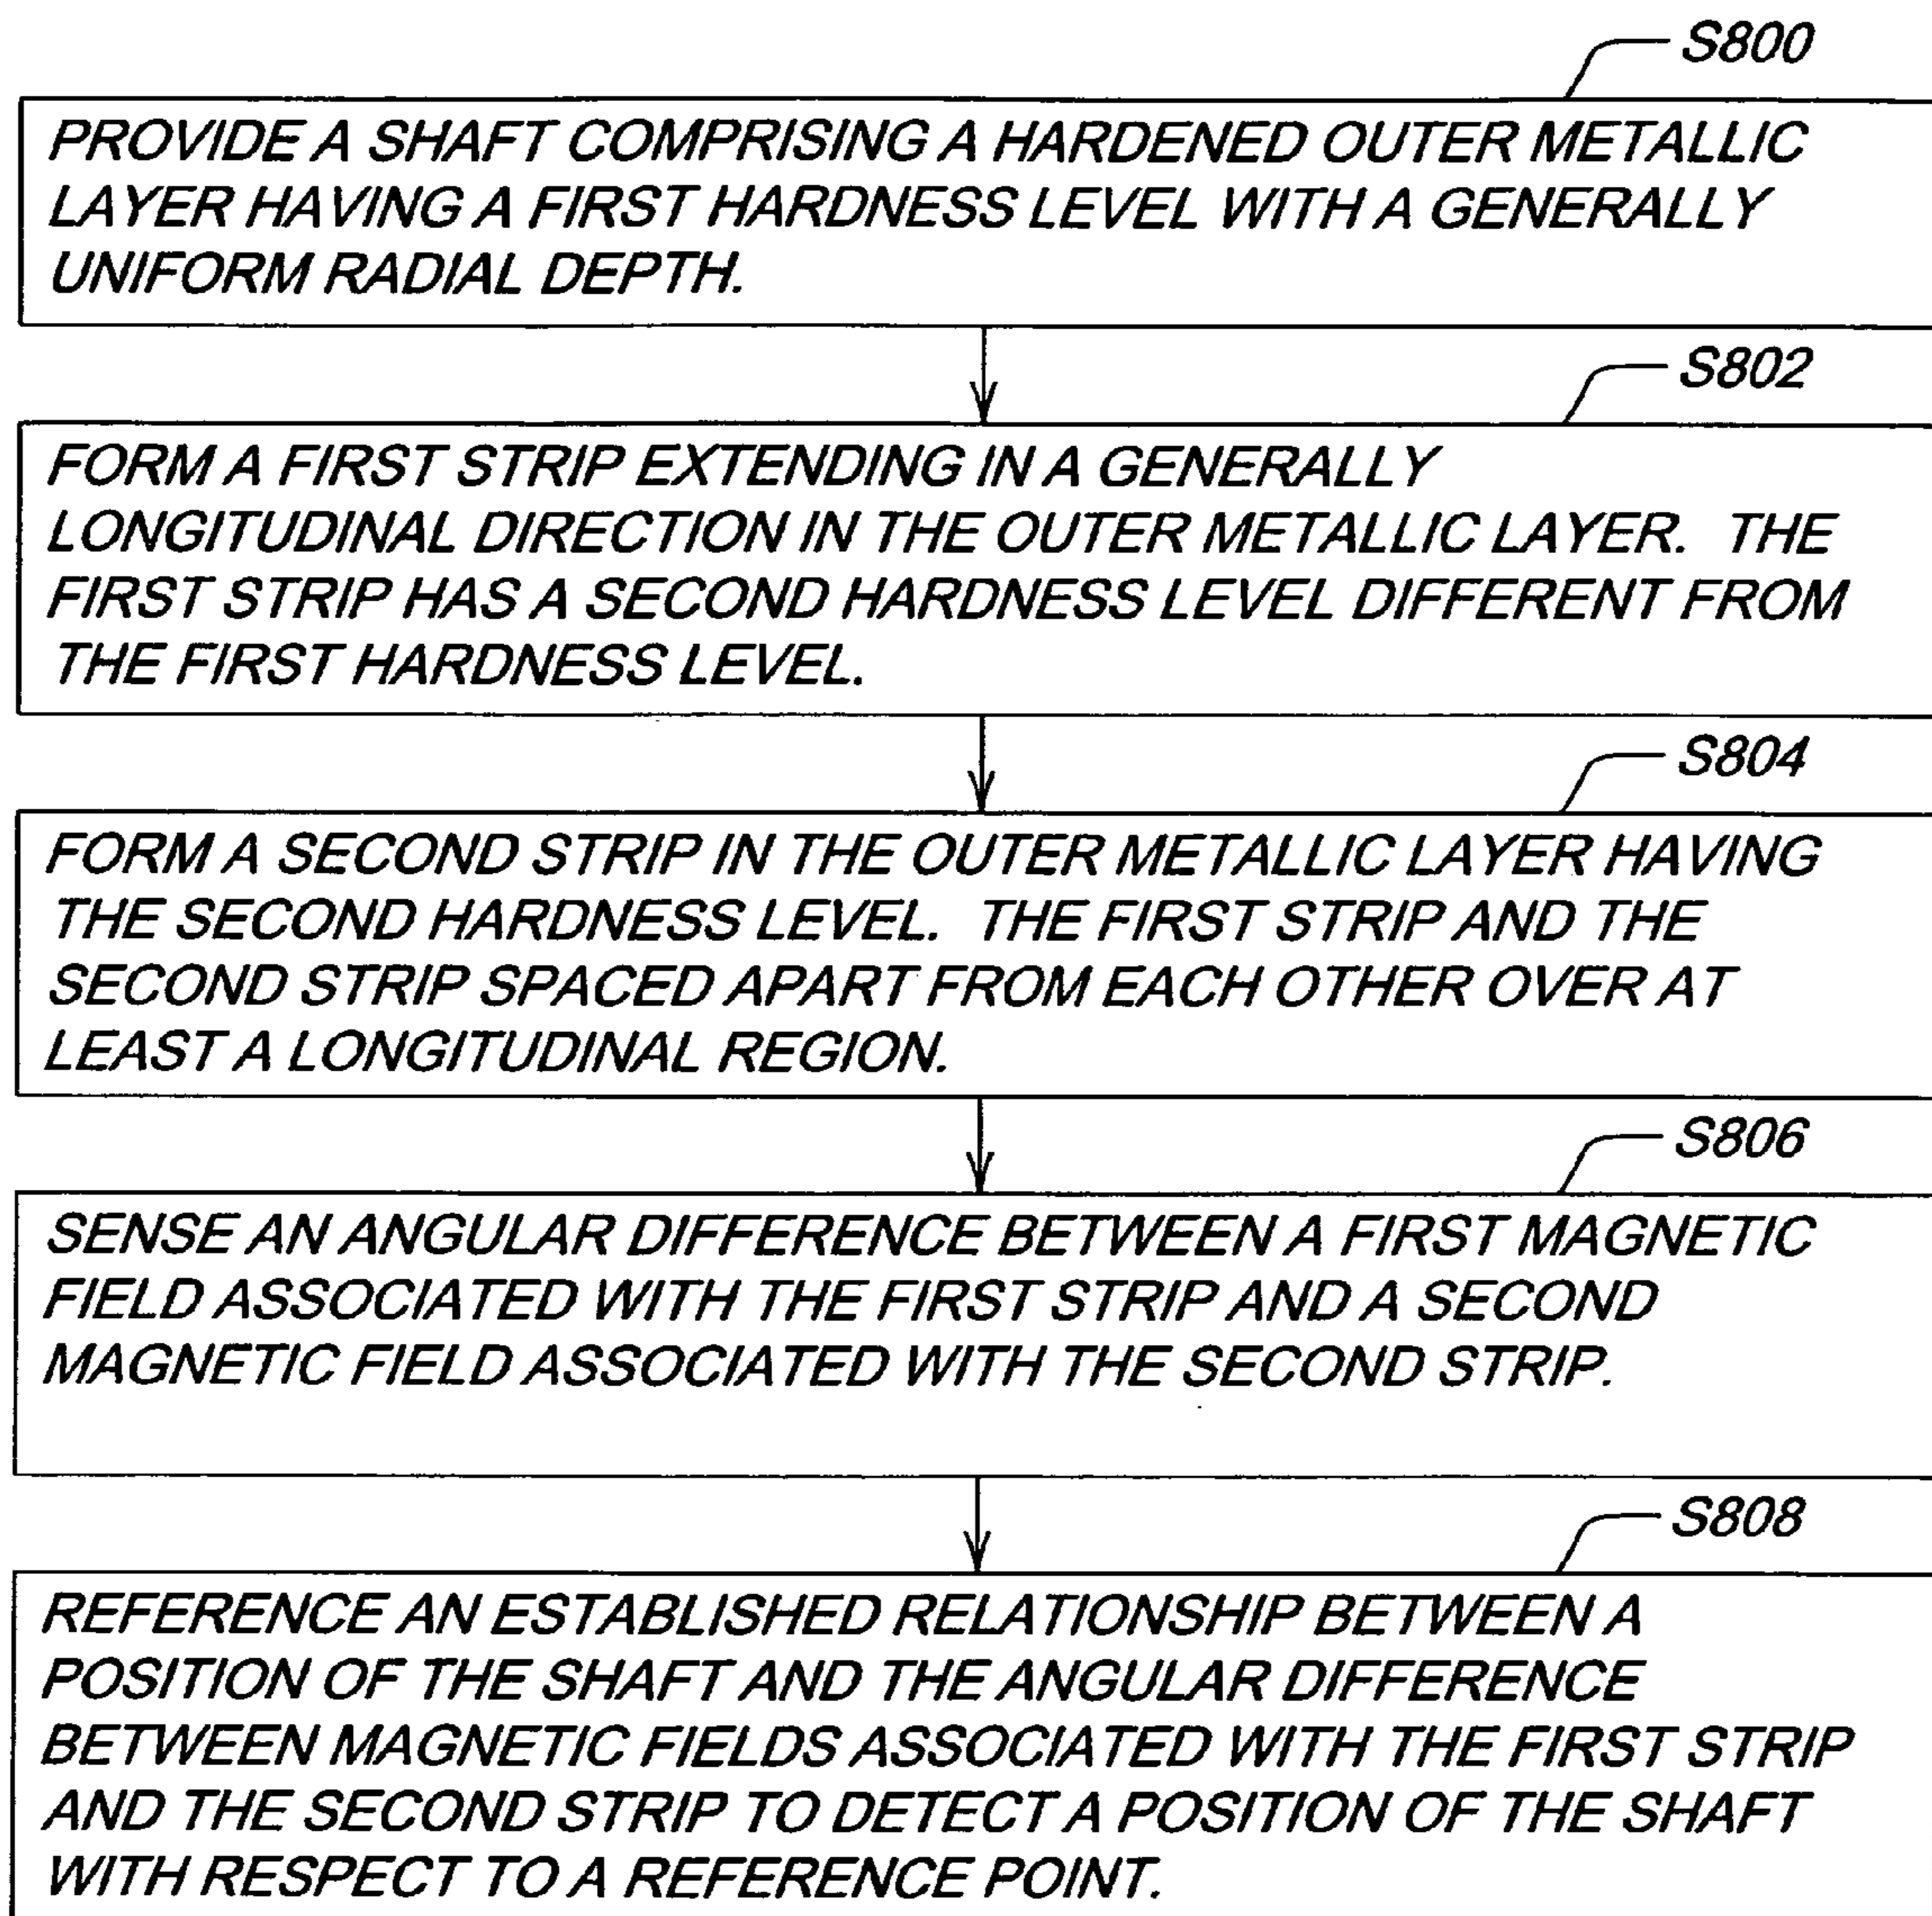 S800
PROVIDE A SHAFT COMPRISING A HARDENED OUTER METALLIC
LAYER HAVING A FIRST HARDNESS LEVEL WITH A GENERALLY
UNIFORM RADIAL DEPTH.
S802
FORM A FIRST STRIP EXTENDING IN A GENERALLY
LONGITUDINAL DIRECTION IN THE OUTER METALLIC LAYER. THE
FIRST STRIP HAS A SECOND HARDNESS LEVEL DIFFERENT FROM
THE FIRST HARDNESS LEVEL.
S804
FORM A SECOND STRIP IN THE OUTER METALLIC LAYER HAVING
THE SECOND HARDNESS LEVEL. THE FIRST STRIP AND THE
SECOND STRIP SPACED APART FROM EACH OTHER OVER AT
LEAST A LONGITUDINAL REGION.
S806
SENSE AN ANGULAR DIFFERENCE BETWEEN A FIRST MAGNETIC
FIELD ASSOCIATED WITH THE FIRST STRIP AND A SECOND
MAGNETIC FIELD ASSOCIATED WITH THE SECOND STRIP.
S808
REFERENCE AN ESTABLISHED RELATIONSHIP BETWEEN A
POSITION OF THE SHAFT AND THE ANGULAR DIFFERENCE
BETWEEN MAGNETIC FIELDS ASSOCIATED WITH THE FIRST STRIP
AND THE SECOND STRIP TO DETECT A POSITION OF THE SHAFT
WITH RESPECT TO A REFERENCE POINT.